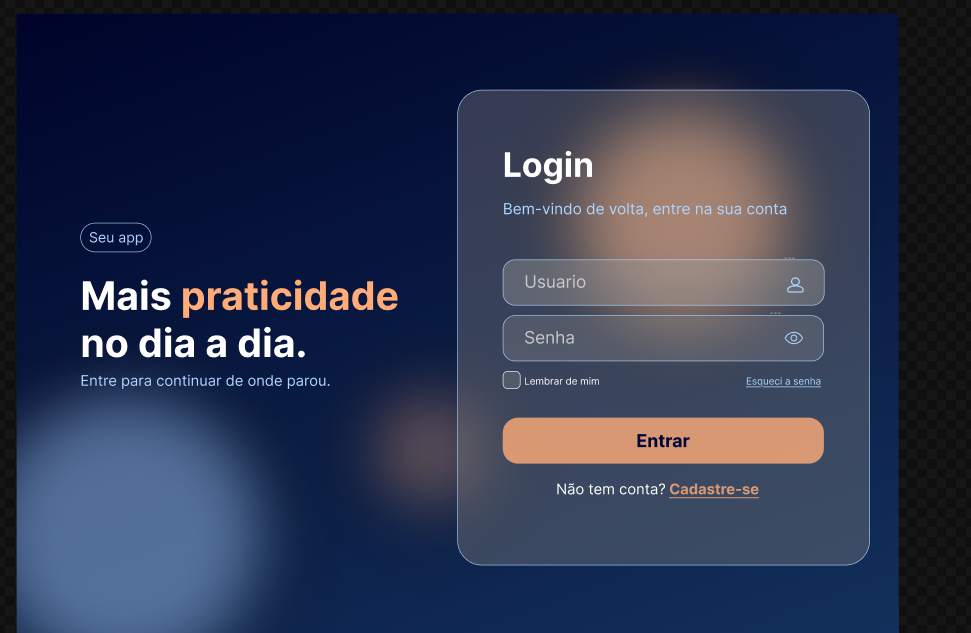 Seu app
Mais praticidade
no dia a dia.
Entre para continuar de onde parou.
Login
Bem-vindo de volta, entre na sua conta
Usuario
Senha
Lembrar de mim
Esqueci a senha
Entrar
Não tem conta? Cadastre-se